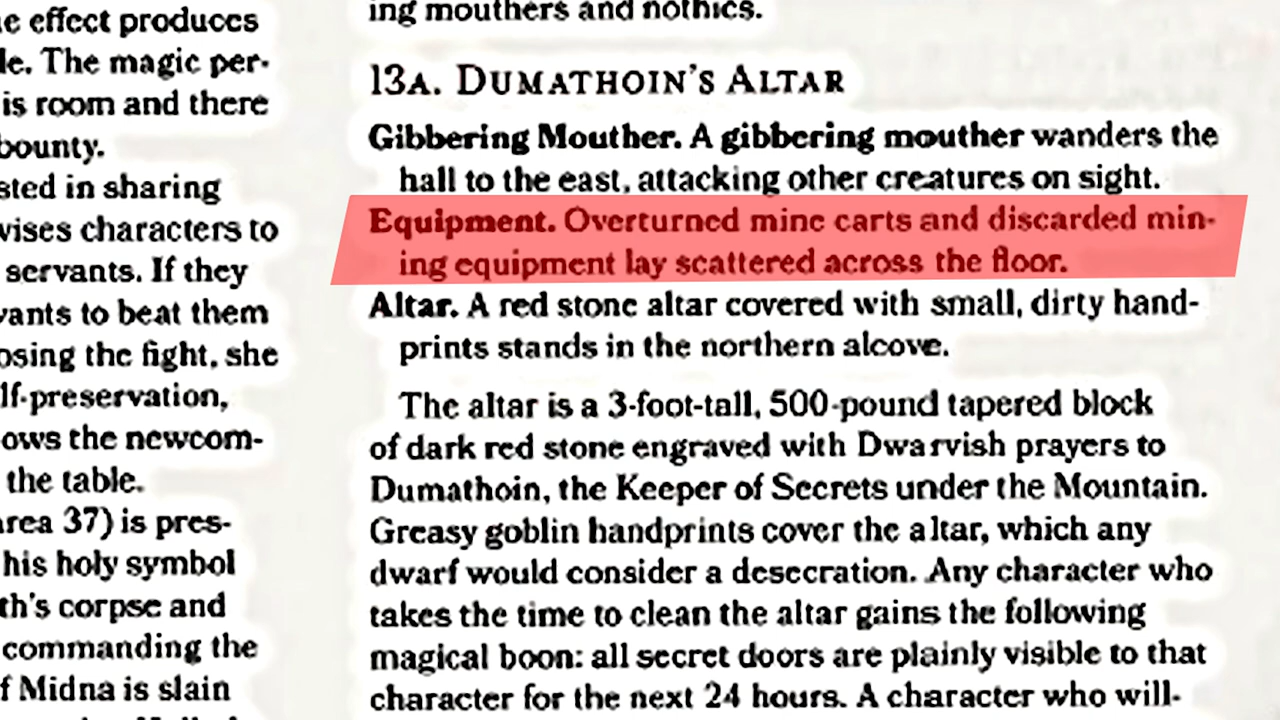 e effect produces
le. The magic per-
is room and there
bounty.
sted in sharing
vises characters to
servants. If they
vants to beat them
osing the fight, she
lf-preservation,
ows the newcom-
the table.
area 37) is pres-
his holy symbol
th's corpse and
commanding the
f Midna is slain
ing mouthers and nothics.
13A. DUMATHOIN'S ALTAR
Gibbering Mouther. A gibbering mouther wanders the
hall to the east, attacking other creatures on sight.
Equipment. Overturned mine carts and discarded min-
ing equipment lay scattered across the floor.
Altar. A red stone altar covered with small, dirty hand-
prints stands in the northern alcove.
The altar is a 3-foot-tall, 500-pound tapered block
of dark red stone engraved with Dwarvish prayers to
Dumathoin, the Keeper of Secrets under the Mountain.
Greasy goblin handprints cover the altar, which any
dwarf would consider a desecration. Any character who
takes the time to clean the altar gains the following
magical boon: all secret doors are plainly visible to that
character for the next 24 hours. A character who will-